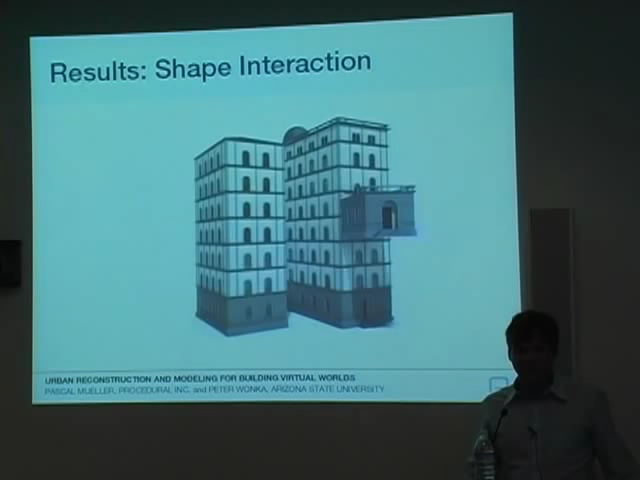 Results: Shape Interaction
URBAN RECONSTRUCTION AND MODELING FOR BUILDING VIRTUAL WORLDS
PASCAL MUELLER, PROCEDURAL INC. and PETER WONKA, ARIZONA STATE UNIVERSITY